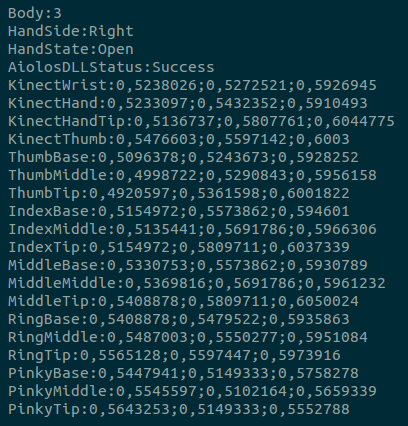 Body:3
HandSide:Right
HandState:Open
AiolosDLLStatus:Success
KinectWrist:0,5238026;0,5272521;0,5926945
KinectHand:0,5233097;0,5432352;0,5910493
KinectHandTip:0,5136737;0,5807761;0,6044775
KinectThumb:0,5476603;0,5597142;0,6003
ThumbBase:0,5096378;0,5243673;0,5928252
ThumbMiddle:0,4998722;0,5290843;0,5956158
ThumbTip:0,4920597;0,5361598;0,6001822
IndexBase:0,5154972;0,5573862;0,594601
IndexMiddle:0,5135441;0,5691786;0,5966306
IndexTip:0,5154972;0,5809711;0,6037339
MiddleBase:0,5330753;0,5573862;0,5930789
MiddleMiddle:0,5369816;0,5691786;0,5961232
MiddleTip:0,5408878;0,5809711;0,6050024
RingBase:0,5408878;0,5479522;0,5935863
RingMiddle:0,5487003;0,5550277;0,5951084
RingTip:0,5565128;0,5597447;0,5973916
PinkyBase:0,5447941;0,5149333;0,5758278
PinkyMiddle:0,5545597;0,5102164;0,5659339
PinkyTip:0,5643253;0,5149333;0,5552788